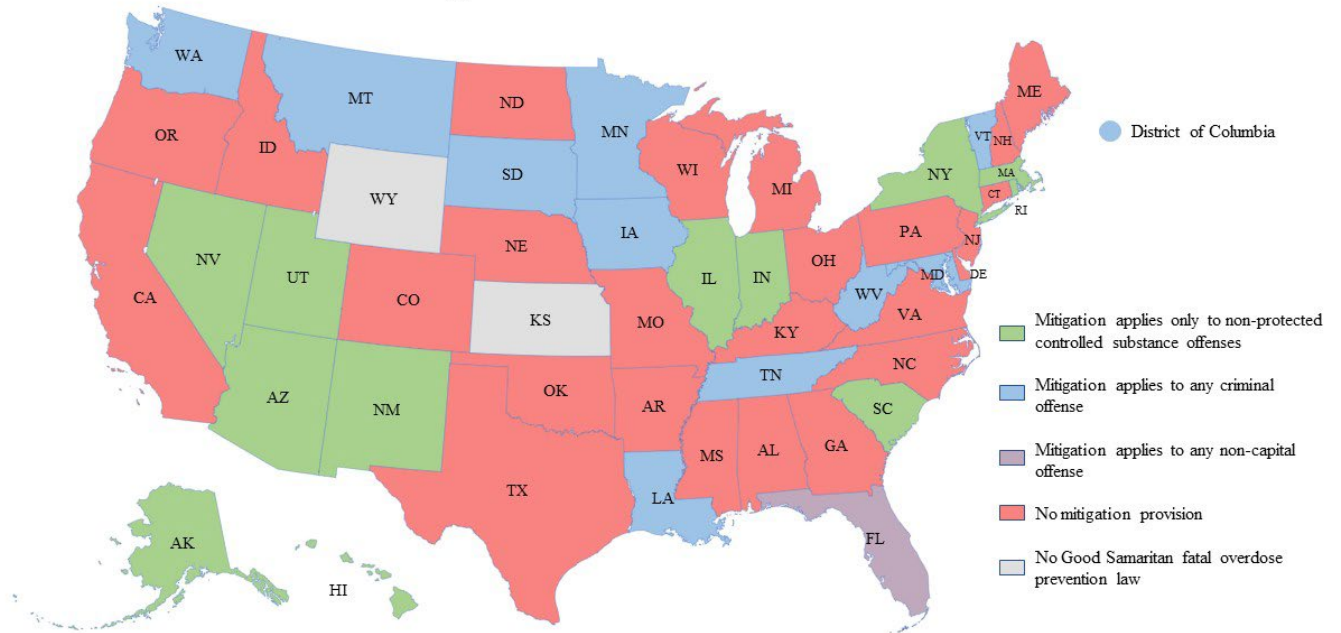 WA
MT
ND
MN
ME
OR
ID
SD
WI
MI
NY
VT
NH
MA
CT
RI
District of Columbia
WY
IA
NE
PA
NJ
NV
UT
CO
IL
IN
OH
MD
DE
WV
VA
CA
KS
MO
KY
AZ
NM
OK
AR
TN
NC
SC
TX
LA
MS
AL
GA
FL
AK
HI
Mitigation applies only to non-protected
controlled substance offenses
Mitigation applies to any criminal
offense
Mitigation applies to any non-capital
offense
No mitigation provision
No Good Samaritan fatal overdose
prevention law